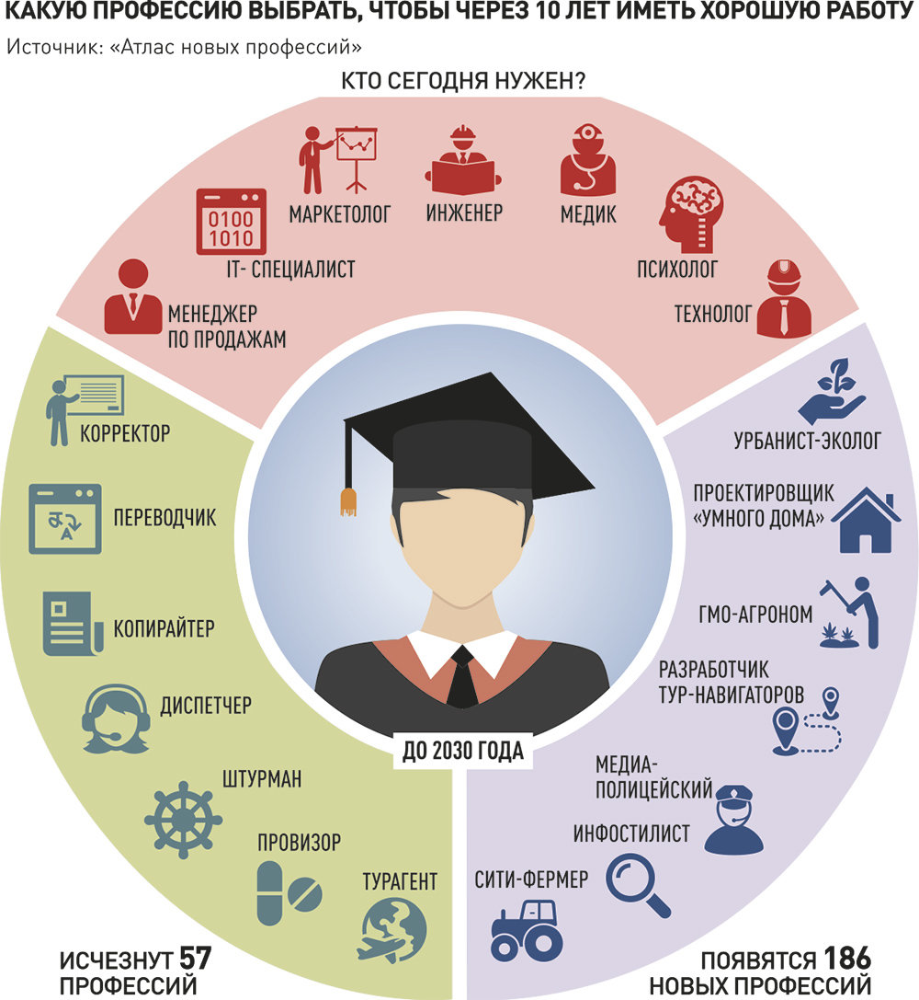 КАКУЮ ПРОФЕССИЮ ВЫБРАТЬ, ЧТОБЫ ЧЕРЕЗ 10 ЛЕТ ИМЕТЬ ХОРОШУЮ РАБОТУ
Источник: «Атлас новых профессий»
КТО СЕГОДНЯ НУЖЕН?
МЕНЕДЖЕР
ПО ПРОДАЖАМ
0100
1010
IT- СПЕЦИАЛИСТ
МАРКЕТОЛОГ
ИНЖЕНЕР
МЕДИК
ПСИХОЛОГ
ТЕХНОЛОГ
КОРРЕКТОР
ПЕРЕВОДЧИК
A
КОПИРАЙТЕР
ДИСПЕТЧЕР
ШТУРМАН
ПРОВИЗОР
ТУРАГЕНТ
ИСЧЕЗНУТ 57
ПРОФЕССИЙ
ДО 2030 ГОДА
УРБАНИСТ-ЭКОЛОГ
ПРОЕКТИРОВЩИК
«УМНОГО ДОМА»
ГМО-АГРОНОМ
РАЗРАБОТЧИК
ТУР-НАВИГАТОРОВ
МЕДИА-
ПОЛИЦЕЙСКИЙ
ИНФОСТИЛИСТ
СИТИ-ФЕРМЕР
ПОЯВЯТСЯ 186
НОВЫХ ПРОФЕССИЙ